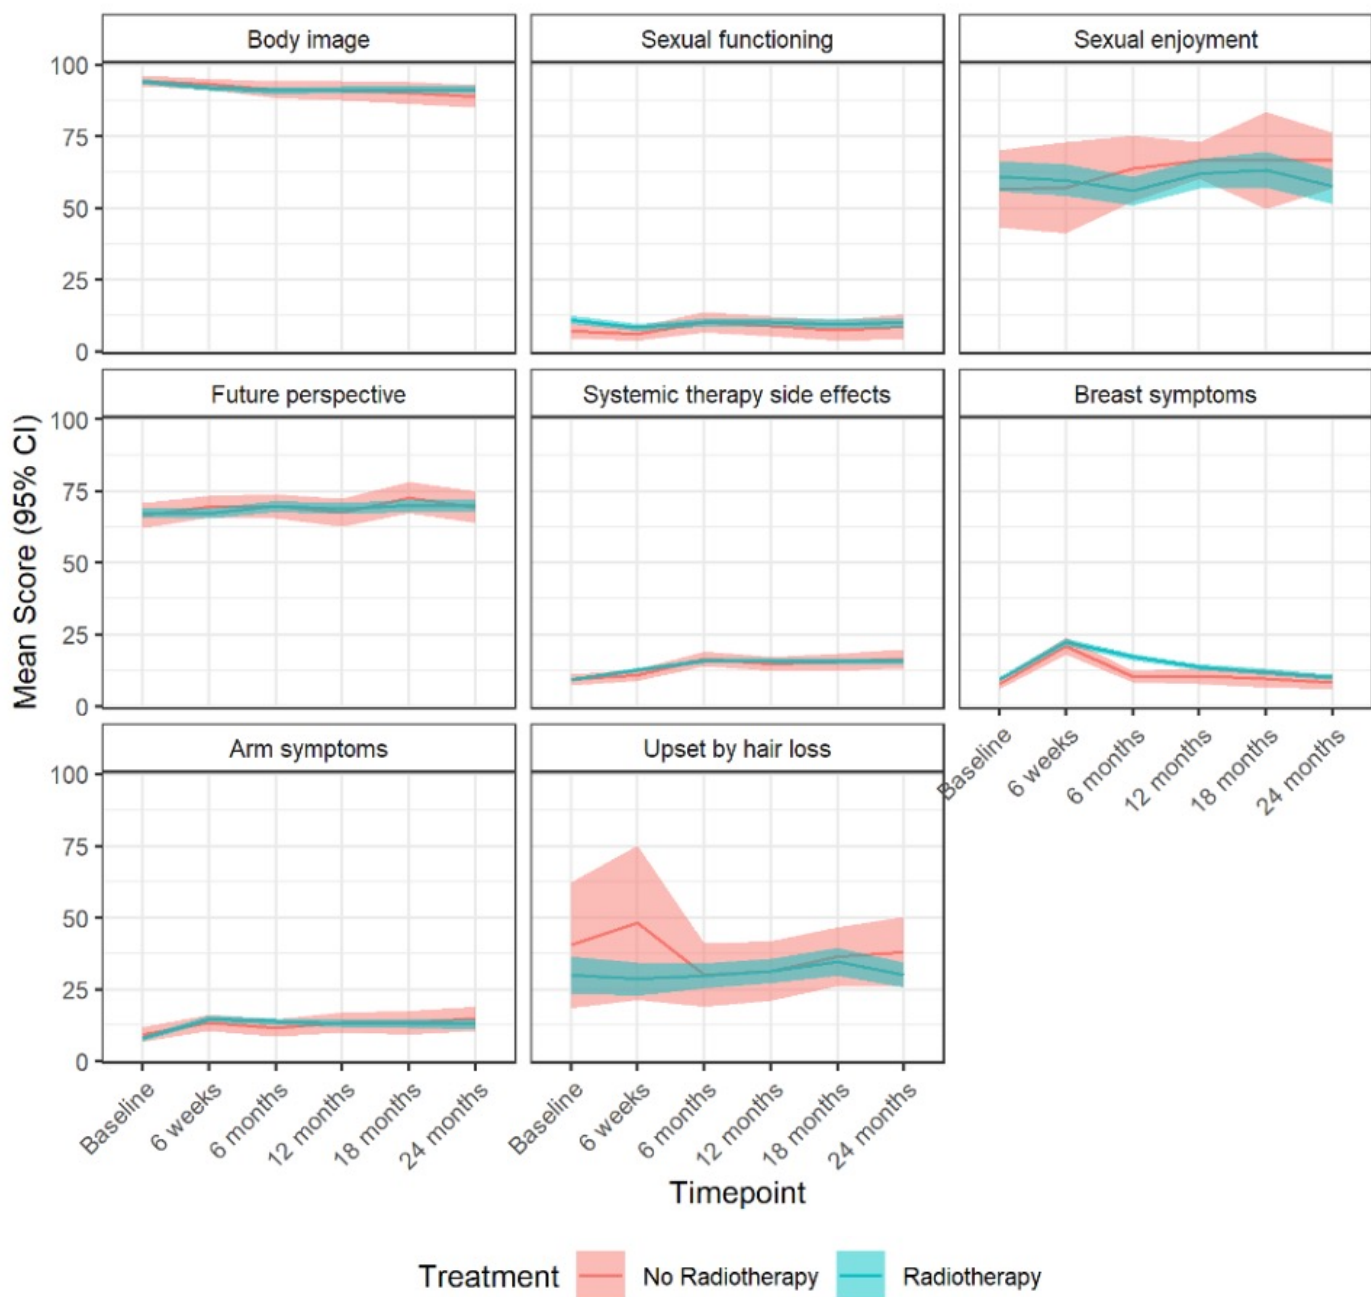 Body image
Sexual functioning
Sexual enjoyment
100
75
50
25
0
Future perspective
Systemic therapy side effects
Breast symptoms
100
75
50
25
0
Mean Score (95% CI)
Baseline
6 weeks
6 months
12 months
18 months
24 months
Arm symptoms
Upset by hair loss
100
75
50
25
0
Baseline
6 weeks
6 months
12 months
18 months
24 months
Baseline
6 weeks
6 months
12 months
18 months
24 months
Timepoint
Treatment No Radiotherapy Radiotherapy